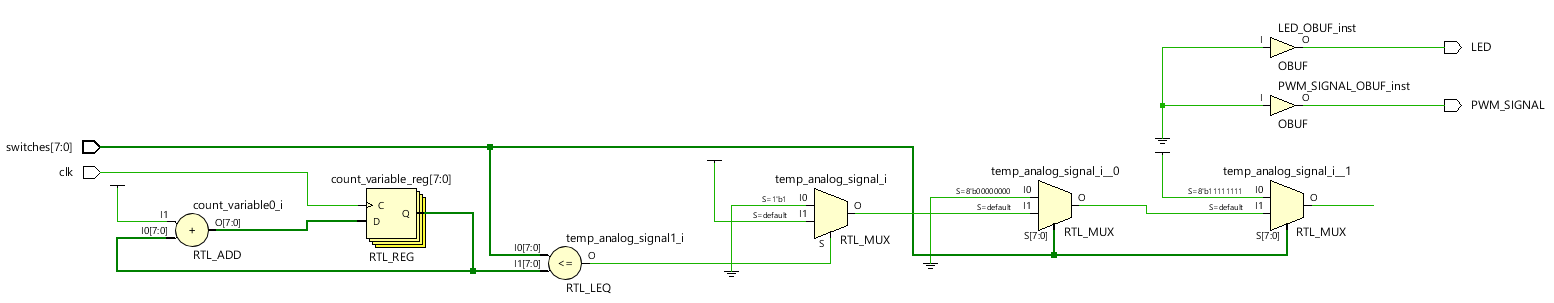 LED_OBUF_inst
I
O
LED
OBUF
PWM_SIGNAL_OBUF_inst
I
O
PWM_SIGNAL
OBUF
switches[7:0]
clk
count_variable_reg[7:0]
C
D
Q
RTL_REG
count_variable0_i
I1
I0[7:0]
+
O[7:0]
RTL_ADD
temp_analog_signal1_i
I0[7:0]
I1[7:0]
<=
O
RTL_LEQ
temp_analog_signal_i
S=1'b1
I0
S=default
I1
O
S
RTL_MUX
temp_analog_signal_i__0
S=8'b00000000
I0
S=default
I1
O
S[7:0]
RTL_MUX
temp_analog_signal_i__1
S=8'b11111111
I0
S=default
I1
O
S[7:0]
RTL_MUX